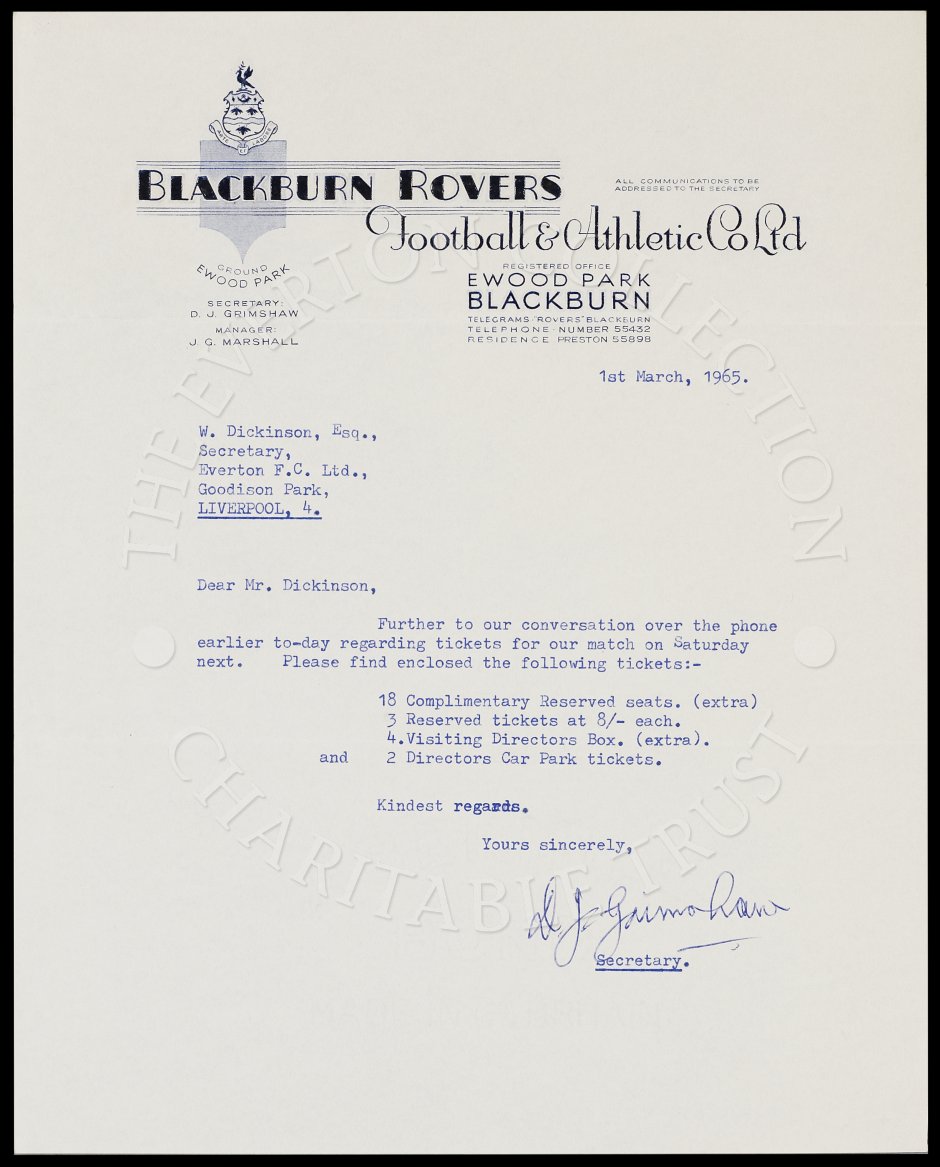 ARTE ET LABORE
BLACKBURN ROVERS
ALL COMMUNICATIONS TO BE
ADDRESSED TO THE SECRETARY
Football & Athletic Co Ltd
GROUND
EWOOD PARK
SECRETARY:
D. J. GRIMSHAW
MANAGER:
J. G. MARSHALL
REGISTERED OFFICE
EWOOD PARK
BLACKBURN
TELEGRAMS "ROVERS" BLACKBURN
TELEPHONE NUMBER 55432
RESIDENCE PRESTON 55898
1st March, 1965.
W. Dickinson, Esq.,
Secretary,
Everton F.C. Ltd.,
Goodison Park,
LIVERPOOL, 4.
Dear Mr. Dickinson,
Further to our conversation over the phone
earlier to-day regarding tickets for our match on Saturday
next. Please find enclosed the following tickets:-
18 Complimentary Reserved seats. (extra)
3 Reserved tickets at 8/- each.
4.Visiting Directors Box. (extra).
and 2 Directors Car Park tickets.
Kindest regards.
Yours sincerely,
D. J. Grimshaw
Secretary.
THE EVERTON COLLECTION
CHARITABLE TRUST